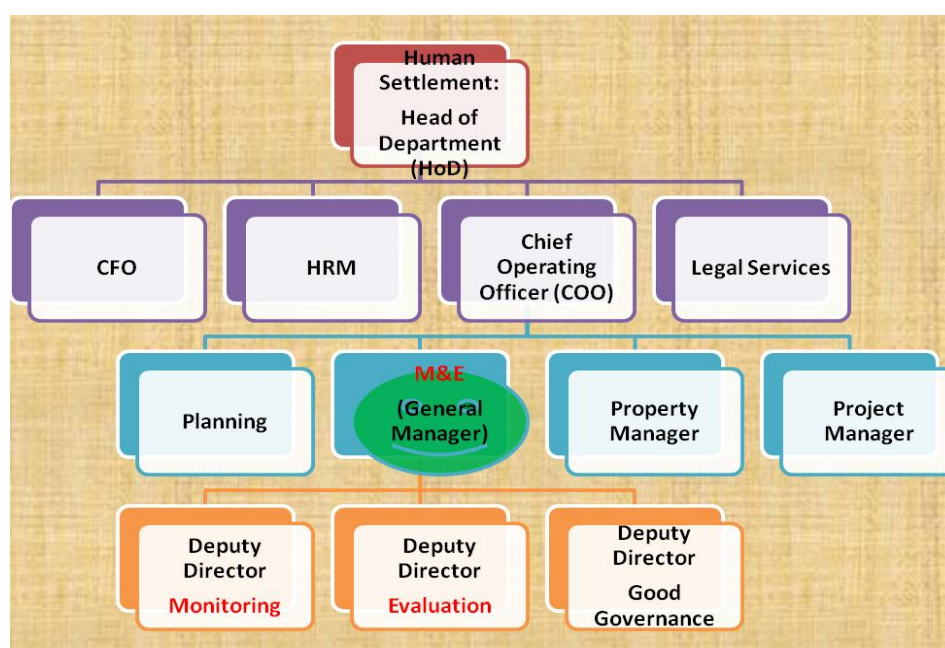 Human
Settlement:
Head of
Department
(HoD)
CFO
HRM
Chief
Operating
Officer (COO)
Legal Services
Planning
M&E
(General
Manager)
Property
Manager
Project
Manager
Deputy
Director
Monitoring
Deputy
Director
Evaluation
Deputy
Director
Good
Governance